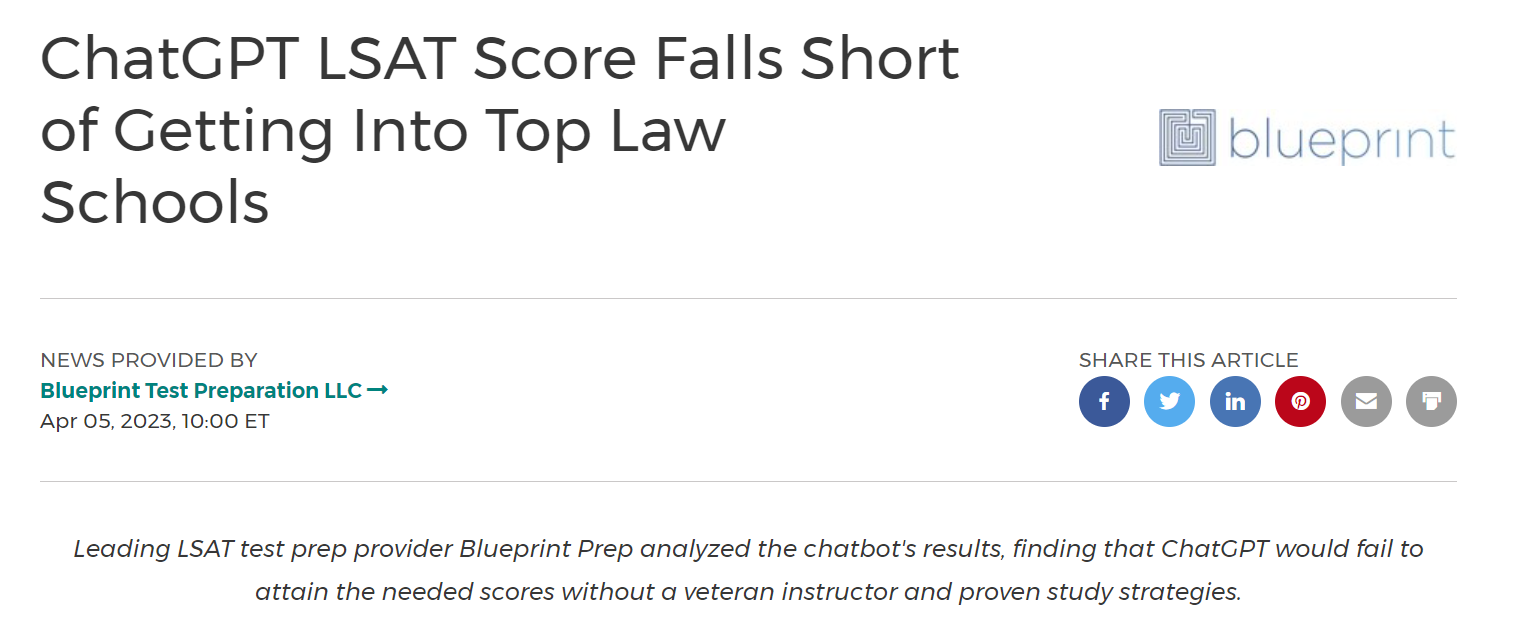 ChatGPT LSAT Score Falls Short
of Getting Into Top Law
Schools
blueprint
NEWS PROVIDED BY
Blueprint Test Preparation LLC →
Apr 05, 2023, 10:00 ET
SHARE THIS ARTICLE
Leading LSAT test prep provider Blueprint Prep analyzed the chatbot's results, finding that ChatGPT would fail to
attain the needed scores without a veteran instructor and proven study strategies.